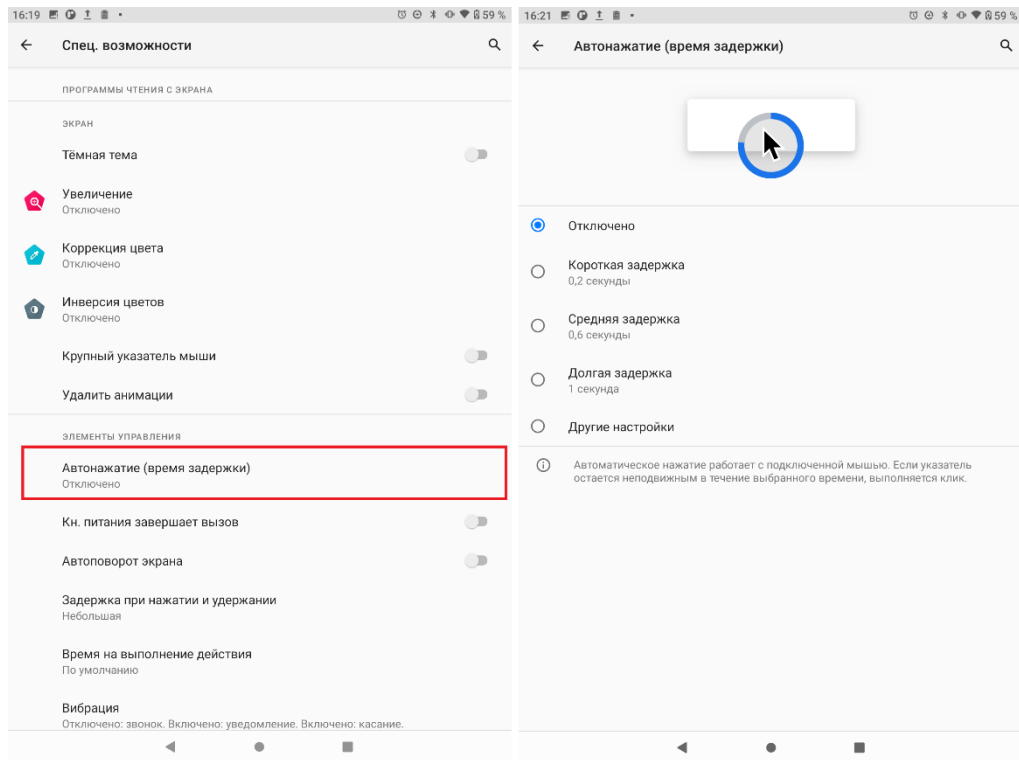 16:19
59 %
Спец. возможности
ПРОГРАММЫ ЧТЕНИЯ С ЭКРАНА
ЭКРАН
Тёмная тема
Увеличение
Отключено
Коррекция цвета
Отключено
Инверсия цветов
Отключено
Крупный указатель мыши
Удалить анимации
ЭЛЕМЕНТЫ УПРАВЛЕНИЯ
Автонажатие (время задержки)
Отключено
Кн. питания завершает вызов
Автоповорот экрана
Задержка при нажатии и удержании
Небольшая
Время на выполнение действия
По умолчанию
Вибрация
Отключено: звонок. Включено: уведомление. Включено: касание.
16:21
59 %
Автонажатие (время задержки)
Отключено
Короткая задержка
0,2 секунды
Средняя задержка
0,6 секунды
Долгая задержка
1 секунда
Другие настройки
Автоматическое нажатие работает с подключенной мышью. Если указатель
остается неподвижным в течение выбранного времени, выполняется клик.